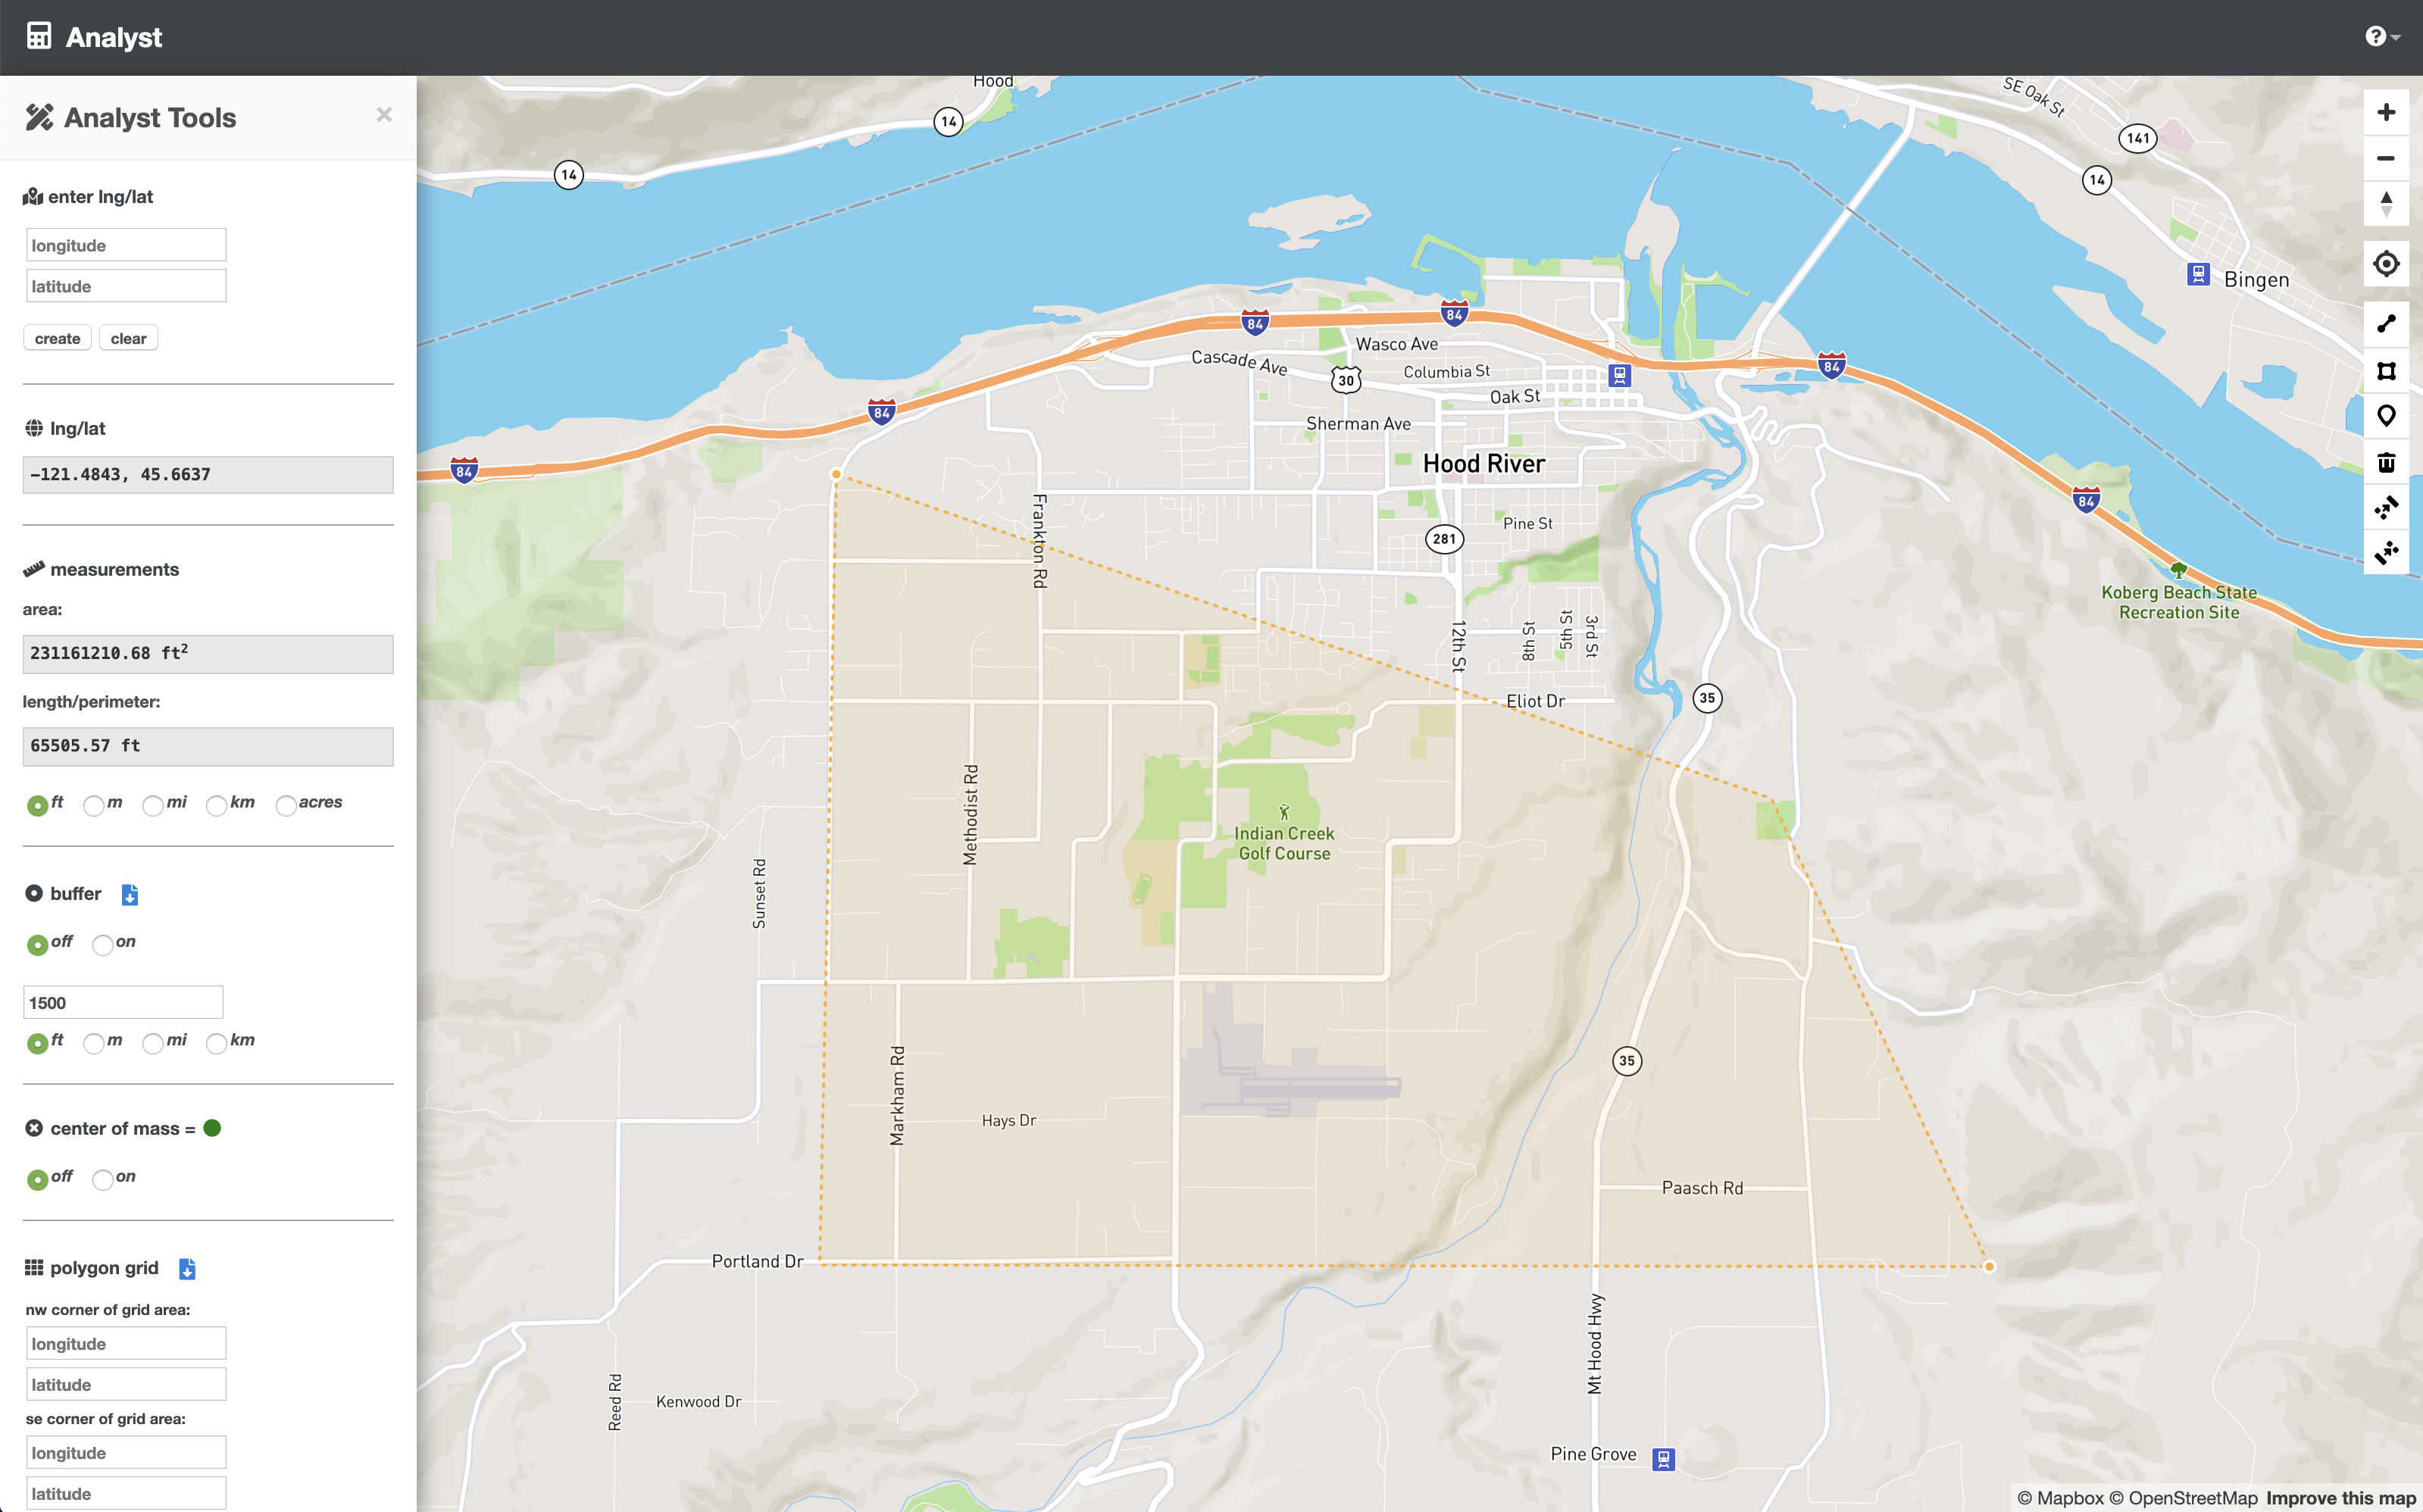 Analyst
Analyst Tools
×
enter lng/lat
longitude
latitude
create clear
lng/lat
-121.4843, 45.6637
measurements
area:
231161210.68 ft²
length/perimeter:
65505.57 ft
ft m mi km acres
buffer
off on
1500
ft m mi km
center of mass =
off on
polygon grid
nw corner of grid area:
longitude
latitude
se corner of grid area:
longitude
latitude
Hood
14
14
SE Oak St
141
14
Bingen
84
84
Wasco Ave
Cascade Ave
30
Columbia St
84
Oak St
84
Sherman Ave
84
Hood River
84
Frankton Rd
281
Pine St
Koberg Beach State
Recreation Site
12th St
8th St
5th St
3rd St
Eliot Dr
35
Methodist Rd
Indian Creek
Golf Course
Sunset Rd
35
Markham Rd
Hays Dr
Paasch Rd
Portland Dr
Mt Hood Hwy
Reed Rd
Kenwood Dr
Pine Grove
© Mapbox © OpenStreetMap Improve this map